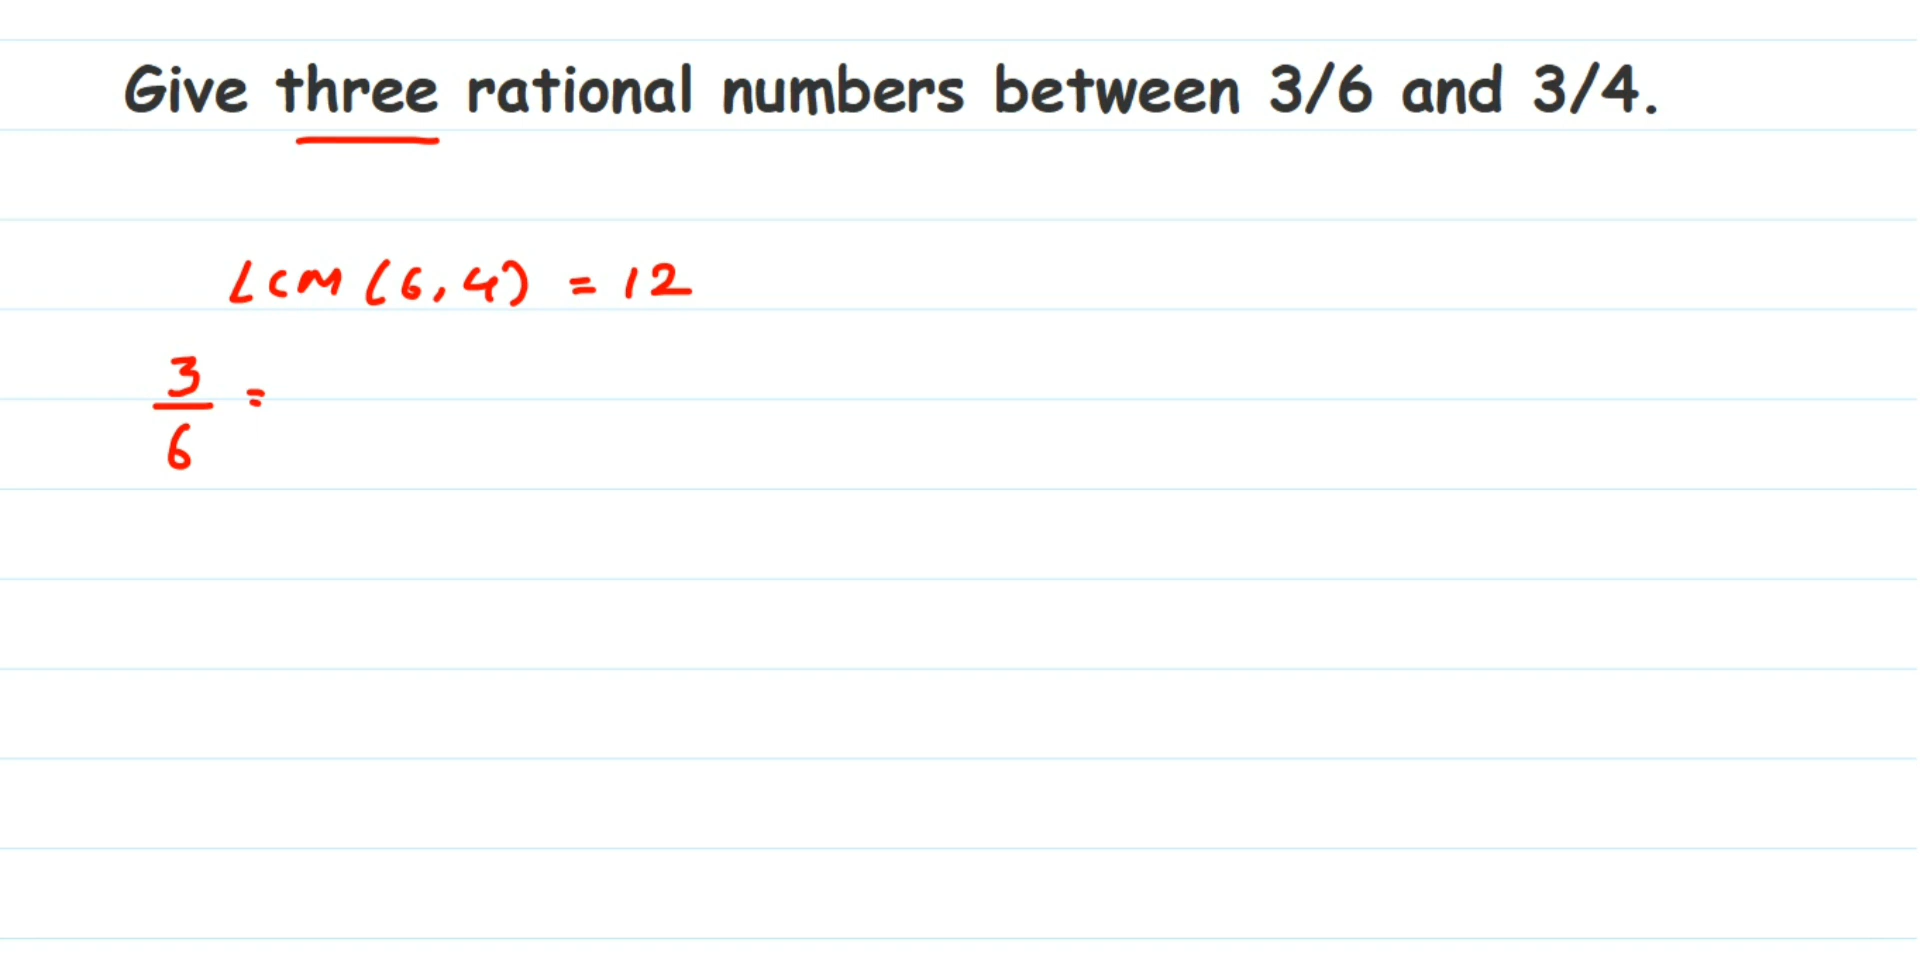 Give three rational numbers between 3/6 and 3/4.
LCM (6, 4) = 12
3/6 =